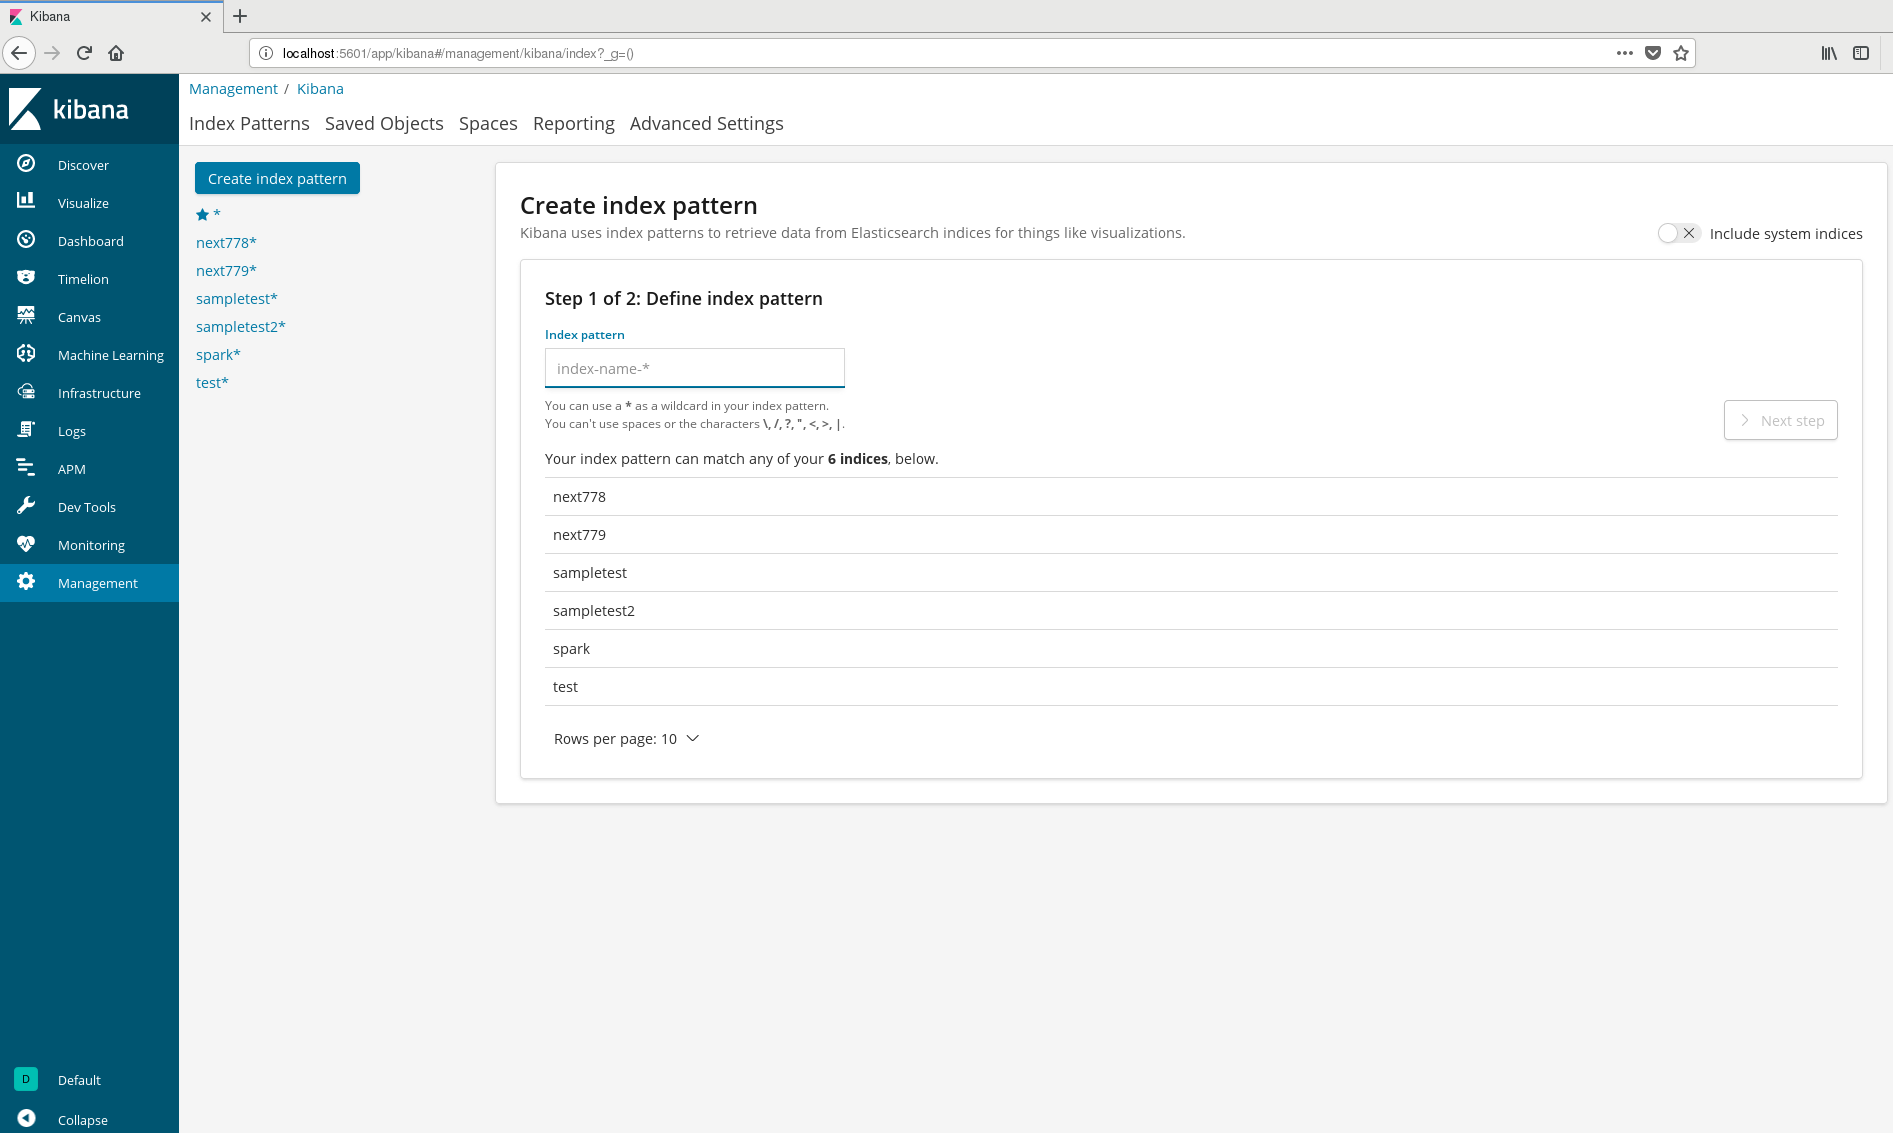 Kibana
localhost:5601/app/kibana#/management/kibana/index?_g=()
kibana
Discover
Visualize
Dashboard
Timelion
Canvas
Machine Learning
Infrastructure
Logs
APM
Dev Tools
Monitoring
Management
D Default
Collapse
Management / Kibana
Index Patterns Saved Objects Spaces Reporting Advanced Settings
Create index pattern
*
next778*
next779*
sampletest*
sampletest2*
spark*
test*
Create index pattern
Kibana uses index patterns to retrieve data from Elasticsearch indices for things like visualizations.
Include system indices
Step 1 of 2: Define index pattern
Index pattern
index-name-*
You can use a * as a wildcard in your index pattern.
You can't use spaces or the characters \, /, ?, ", <, >, |.
Next step
Your index pattern can match any of your 6 indices, below.
next778
next779
sampletest
sampletest2
spark
test
Rows per page: 10